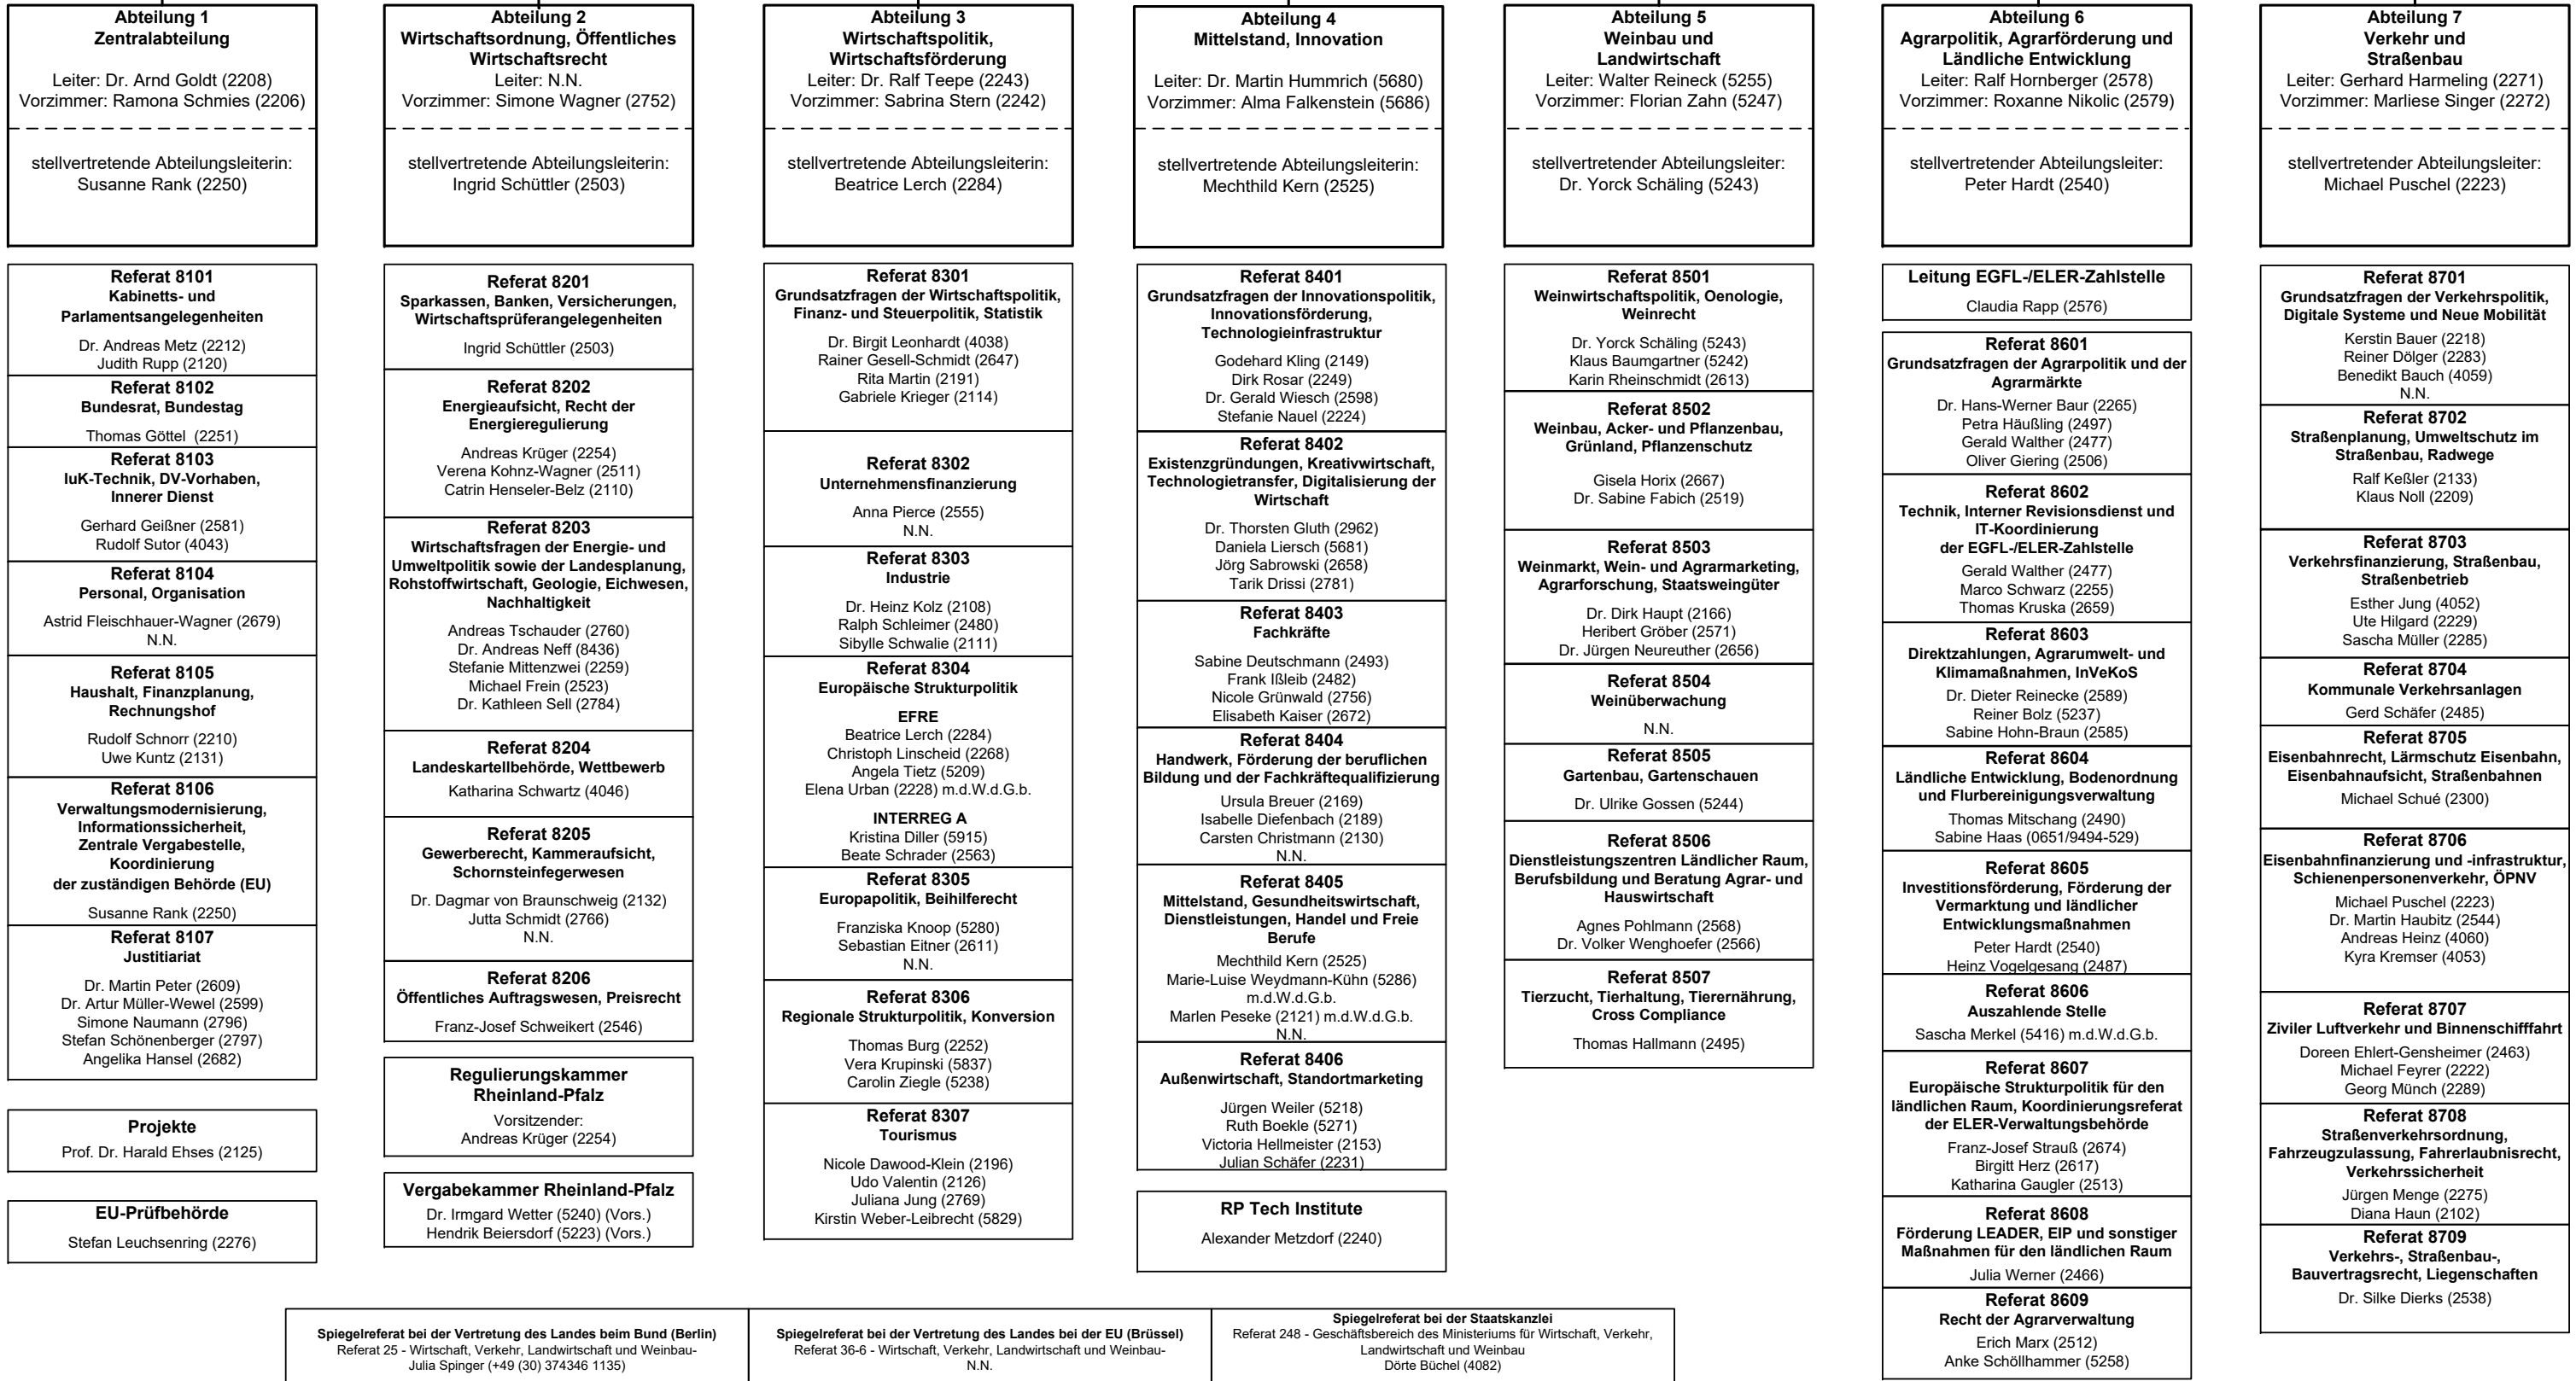 Abteilung 1
Zentralabteilung
Leiter: Dr. Arnd Goldt (2208)
Vorzimmer: Ramona Schmies (2206)
stellvertretende Abteilungsleiterin:
Susanne Rank (2250)
Referat 8101
Kabinetts- und
Parlamentsangelegenheiten
Dr. Andreas Metz (2212)
Judith Rupp (2120)
Referat 8102
Bundesrat, Bundestag
Thomas Göttel (2251)
Referat 8103
IuK-Technik, DV-Vorhaben,
Innerer Dienst
Gerhard Geißner (2581)
Rudolf Sutor (4043)
Referat 8104
Personal, Organisation
Astrid Fleischhauer-Wagner (2679)
N.N.
Referat 8105
Haushalt, Finanzplanung,
Rechnungshof
Rudolf Schnorr (2210)
Uwe Kuntz (2131)
Referat 8106
Verwaltungsmodernisierung,
Informationssicherheit,
Zentrale Vergabestelle,
Koordinierung
der zuständigen Behörde (EU)
Susanne Rank (2250)
Referat 8107
Justitiariat
Dr. Martin Peter (2609)
Dr. Artur Müller-Wewel (2599)
Simone Naumann (2796)
Stefan Schönenberger (2797)
Angelika Hansel (2682)
Projekte
Prof. Dr. Harald Ehses (2125)
EU-Prüfbehörde
Stefan Leuchsenring (2276)
Abteilung 2
Wirtschaftsordnung, Öffentliches
Wirtschaftsrecht
Leiter: N.N.
Vorzimmer: Simone Wagner (2752)
stellvertretende Abteilungsleiterin:
Ingrid Schüttler (2503)
Referat 8201
Sparkassen, Banken, Versicherungen,
Wirtschaftsprüferangelegenheiten
Ingrid Schüttler (2503)
Referat 8202
Energieaufsicht, Recht der
Energieregulierung
Andreas Krüger (2254)
Verena Kohnz-Wagner (2511)
Catrin Henseler-Belz (2110)
Referat 8203
Wirtschaftsfragen der Energie- und
Umweltpolitik sowie der Landesplanung,
Rohstoffwirtschaft, Geologie, Eichwesen,
Nachhaltigkeit
Andreas Tschauder (2760)
Dr. Andreas Neff (8436)
Stefanie Mittenzwei (2259)
Michael Frein (2523)
Dr. Kathleen Sell (2784)
Referat 8204
Landeskartellbehörde, Wettbewerb
Katharina Schwartz (4046)
Referat 8205
Gewerberecht, Kammeraufsicht,
Schornsteinfegerwesen
Dr. Dagmar von Braunschweig (2132)
Jutta Schmidt (2766)
N.N.
Referat 8206
Öffentliches Auftragswesen, Preisrecht
Franz-Josef Schweikert (2546)
Regulierungskammer
Rheinland-Pfalz
Vorsitzender:
Andreas Krüger (2254)
Vergabekammer Rheinland-Pfalz
Dr. Irmgard Wetter (5240) (Vors.)
Hendrik Beiersdorf (5223) (Vors.)
Abteilung 3
Wirtschaftspolitik,
Wirtschaftsförderung
Leiter: Dr. Ralf Teepe (2243)
Vorzimmer: Sabrina Stern (2242)
stellvertretende Abteilungsleiterin:
Beatrice Lerch (2284)
Referat 8301
Grundsatzfragen der Wirtschaftspolitik,
Finanz- und Steuerpolitik, Statistik
Dr. Birgit Leonhardt (4038)
Rainer Gesell-Schmidt (2647)
Rita Martin (2191)
Gabriele Krieger (2114)
Referat 8302
Unternehmensfinanzierung
Anna Pierce (2555)
N.N.
Referat 8303
Industrie
Dr. Heinz Kolz (2108)
Ralph Schleimer (2480)
Sibylle Schwalie (2111)
Referat 8304
Europäische Strukturpolitik
EFRE
Beatrice Lerch (2284)
Christoph Linscheid (2268)
Angela Tietz (5209)
Elena Urban (2228) m.d.W.d.G.b.
INTERREG A
Kristina Diller (5915)
Beate Schrader (2563)
Referat 8305
Europapolitik, Beihilferecht
Franziska Knoop (5280)
Sebastian Eitner (2611)
N.N.
Referat 8306
Regionale Strukturpolitik, Konversion
Thomas Burg (2252)
Vera Krupinski (5837)
Carolin Ziegle (5238)
Referat 8307
Tourismus
Nicole Dawood-Klein (2196)
Udo Valentin (2126)
Juliana Jung (2769)
Kirstin Weber-Leibrecht (5829)
Abteilung 4
Mittelstand, Innovation
Leiter: Dr. Martin Hummrich (5680)
Vorzimmer: Alma Falkenstein (5686)
stellvertretende Abteilungsleiterin:
Mechthild Kern (2525)
Referat 8401
Grundsatzfragen der Innovationspolitik,
Innovationsförderung,
Technologieinfrastruktur
Godehard Kling (2149)
Dirk Rosar (2249)
Dr. Gerald Wiesch (2598)
Stefanie Nauel (2224)
Referat 8402
Existenzgründungen, Kreativwirtschaft,
Technologietransfer, Digitalisierung der
Wirtschaft
Dr. Thorsten Gluth (2962)
Daniela Liersch (5681)
Jörg Sabrowski (2658)
Tarik Drissi (2781)
Referat 8403
Fachkräfte
Sabine Deutschmann (2493)
Frank Ißleib (2482)
Nicole Grünwald (2756)
Elisabeth Kaiser (2672)
Referat 8404
Handwerk, Förderung der beruflichen
Bildung und der Fachkräftequalifizierung
Ursula Breuer (2169)
Isabelle Diefenbach (2189)
Carsten Christmann (2130)
N.N.
Referat 8405
Mittelstand, Gesundheitswirtschaft,
Dienstleistungen, Handel und Freie
Berufe
Mechthild Kern (2525)
Marie-Luise Weydmann-Kühn (5286)
m.d.W.d.G.b.
Marlen Peseke (2121) m.d.W.d.G.b.
N.N.
Referat 8406
Außenwirtschaft, Standortmarketing
Jürgen Weiler (5218)
Ruth Boekle (5271)
Victoria Hellmeister (2153)
Julian Schäfer (2231)
RP Tech Institute
Alexander Metzdorf (2240)
Abteilung 5
Weinbau und
Landwirtschaft
Leiter: Walter Reineck (5255)
Vorzimmer: Florian Zahn (5247)
stellvertretender Abteilungsleiter:
Dr. Yorck Schäling (5243)
Referat 8501
Weinwirtschaftspolitik, Oenologie,
Weinrecht
Dr. Yorck Schäling (5243)
Klaus Baumgartner (5242)
Karin Rheinschmidt (2613)
Referat 8502
Weinbau, Acker- und Pflanzenbau,
Grünland, Pflanzenschutz
Gisela Horix (2667)
Dr. Sabine Fabich (2519)
Referat 8503
Weinmarkt, Wein- und Agrarmarketing,
Agrarforschung, Staatsweingüter
Dr. Dirk Haupt (2166)
Heribert Gröber (2571)
Dr. Jürgen Neureuther (2656)
Referat 8504
Weinüberwachung
N.N.
Referat 8505
Gartenbau, Gartenschauen
Dr. Ulrike Gossen (5244)
Referat 8506
Dienstleistungszentren Ländlicher Raum,
Berufsbildung und Beratung Agrar- und
Hauswirtschaft
Agnes Pohlmann (2568)
Dr. Volker Wenghoefer (2566)
Referat 8507
Tierzucht, Tierhaltung, Tierernährung,
Cross Compliance
Thomas Hallmann (2495)
Abteilung 6
Agrarpolitik, Agrarförderung und
Ländliche Entwicklung
Leiter: Ralf Hornberger (2578)
Vorzimmer: Roxanne Nikolic (2579)
stellvertretender Abteilungsleiter:
Peter Hardt (2540)
Leitung EGFL-/ELER-Zahlstelle
Claudia Rapp (2576)
Referat 8601
Grundsatzfragen der Agrarpolitik und der
Agrarmärkte
Dr. Hans-Werner Baur (2265)
Petra Häußling (2497)
Gerald Walther (2477)
Oliver Giering (2506)
Referat 8602
Technik, Interner Revisionsdienst und
IT-Koordinierung
der EGFL-/ELER-Zahlstelle
Gerald Walther (2477)
Marco Schwarz (2255)
Thomas Kruska (2659)
Referat 8603
Direktzahlungen, Agrarumwelt- und
Klimamaßnahmen, InVeKoS
Dr. Dieter Reinecke (2589)
Reiner Bolz (5237)
Sabine Hohn-Braun (2585)
Referat 8604
Ländliche Entwicklung, Bodenordnung
und Flurbereinigungsverwaltung
Thomas Mitschang (2490)
Sabine Haas (0651/9494-529)
Referat 8605
Investitionsförderung, Förderung der
Vermarktung und ländlicher
Entwicklungsmaßnahmen
Peter Hardt (2540)
Heinz Vogelgesang (2487)
Referat 8606
Auszahlende Stelle
Sascha Merkel (5416) m.d.W.d.G.b.
Referat 8607
Europäische Strukturpolitik für den
ländlichen Raum, Koordinierungsreferat
der ELER-Verwaltungsbehörde
Franz-Josef Strauß (2674)
Birgitt Herz (2617)
Katharina Gaugler (2513)
Referat 8608
Förderung LEADER, EIP und sonstiger
Maßnahmen für den ländlichen Raum
Julia Werner (2466)
Referat 8609
Recht der Agrarverwaltung
Erich Marx (2512)
Anke Schöllhammer (5258)
Abteilung 7
Verkehr und
Straßenbau
Leiter: Gerhard Harmeling (2271)
Vorzimmer: Marliese Singer (2272)
stellvertretender Abteilungsleiter:
Michael Puschel (2223)
Referat 8701
Grundsatzfragen der Verkehrspolitik,
Digitale Systeme und Neue Mobilität
Kerstin Bauer (2218)
Reiner Dölger (2283)
Benedikt Bauch (4059)
N.N.
Referat 8702
Straßenplanung, Umweltschutz im
Straßenbau, Radwege
Ralf Keßler (2133)
Klaus Noll (2209)
Referat 8703
Verkehrsfinanzierung, Straßenbau,
Straßenbetrieb
Esther Jung (4052)
Ute Hilgard (2229)
Sascha Müller (2285)
Referat 8704
Kommunale Verkehrsanlagen
Gerd Schäfer (2485)
Referat 8705
Eisenbahnrecht, Lärmschutz Eisenbahn,
Eisenbahnaufsicht, Straßenbahnen
Michael Schué (2300)
Referat 8706
Eisenbahnfinanzierung und -infrastruktur,
Schienenpersonenverkehr, ÖPNV
Michael Puschel (2223)
Dr. Martin Haubitz (2544)
Andreas Heinz (4060)
Kyra Kremser (4053)
Referat 8707
Ziviler Luftverkehr und Binnenschifffahrt
Doreen Ehlert-Gensheimer (2463)
Michael Feyrer (2222)
Georg Münch (2289)
Referat 8708
Straßenverkehrsordnung,
Fahrzeugzulassung, Fahrerlaubnisrecht,
Verkehrssicherheit
Jürgen Menge (2275)
Diana Haun (2102)
Referat 8709
Verkehrs-, Straßenbau-,
Bauvertragsrecht, Liegenschaften
Dr. Silke Dierks (2538)
Spiegelreferat bei der Vertretung des Landes beim Bund (Berlin)
Referat 25 - Wirtschaft, Verkehr, Landwirtschaft und Weinbau-
Julia Spinger (+49 (30) 374346 1135)
Spiegelreferat bei der Vertretung des Landes bei der EU (Brüssel)
Referat 36-6 - Wirtschaft, Verkehr, Landwirtschaft und Weinbau-
N.N.
Spiegelreferat bei der Staatskanzlei
Referat 248 - Geschäftsbereich des Ministeriums für Wirtschaft, Verkehr,
Landwirtschaft und Weinbau
Dörte Büchel (4082)